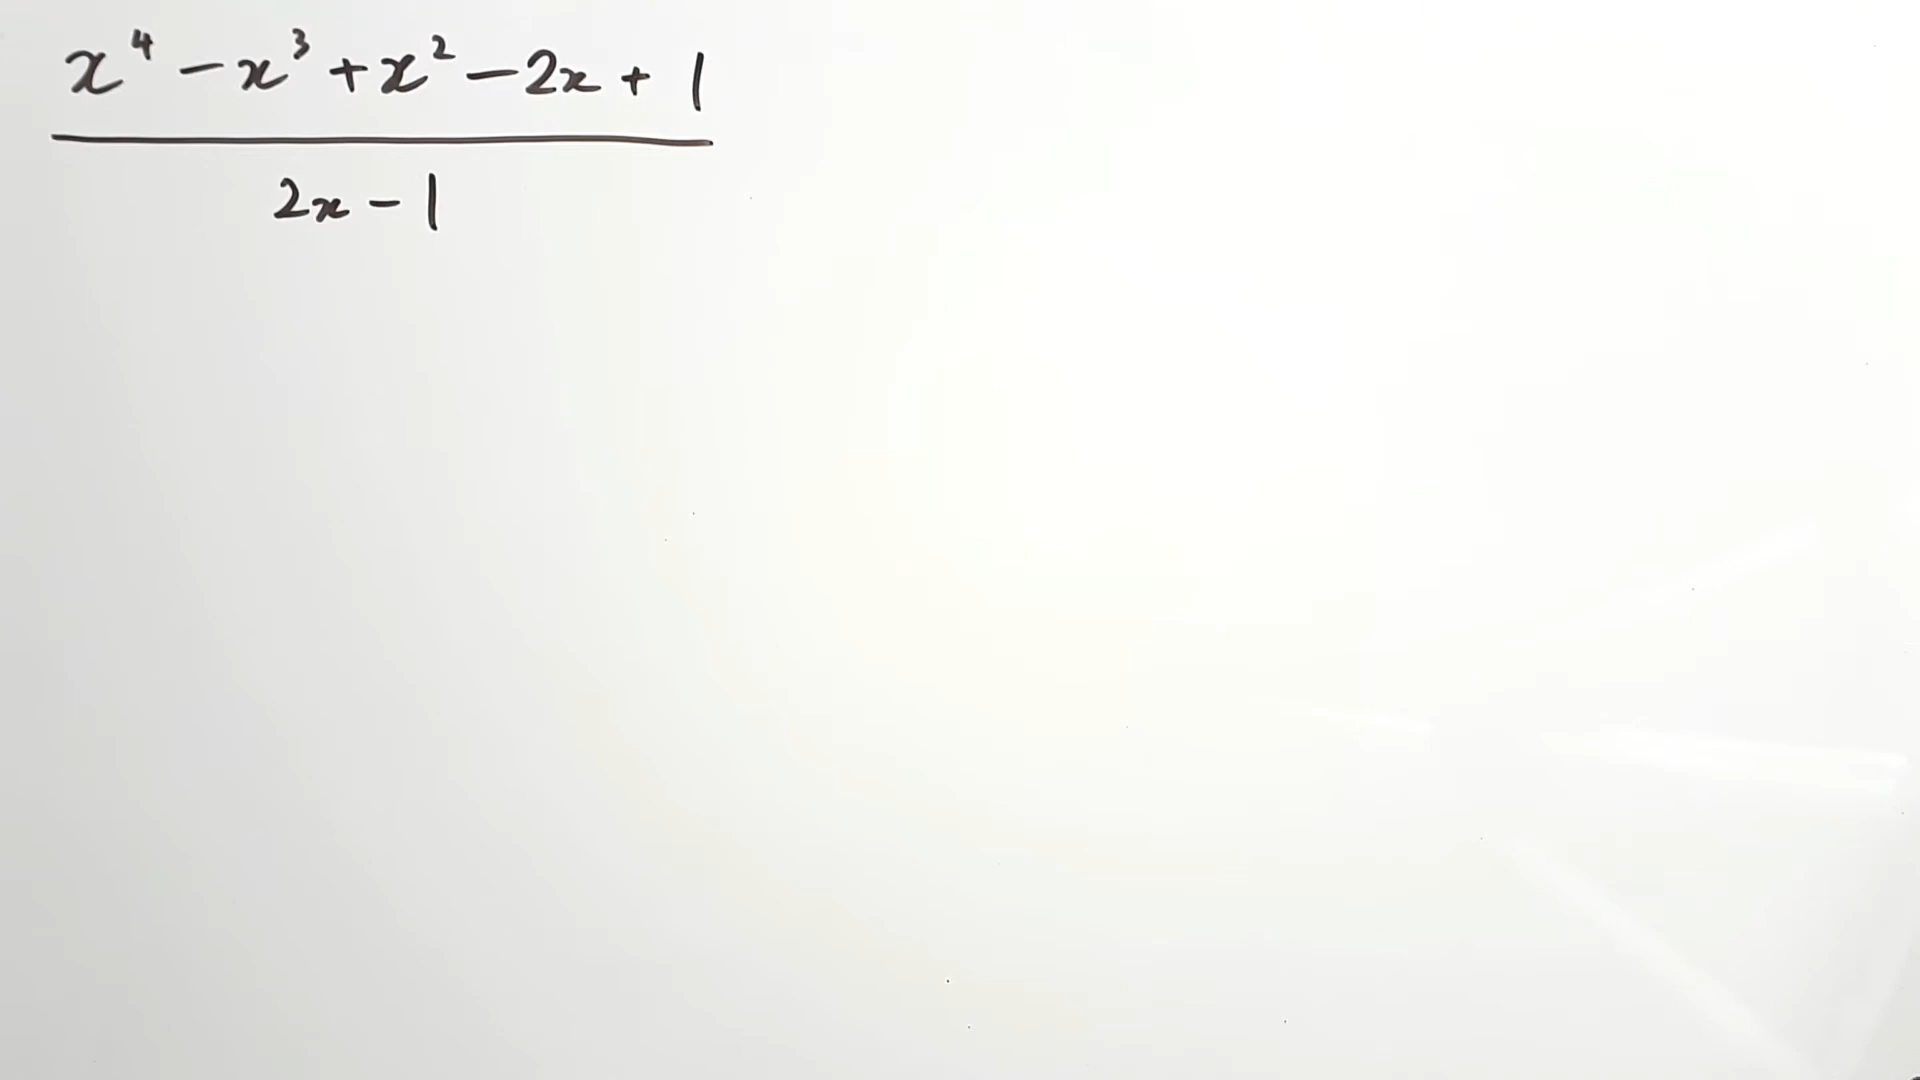 x⁴ - x³ + x² - 2x + 1
2x - 1